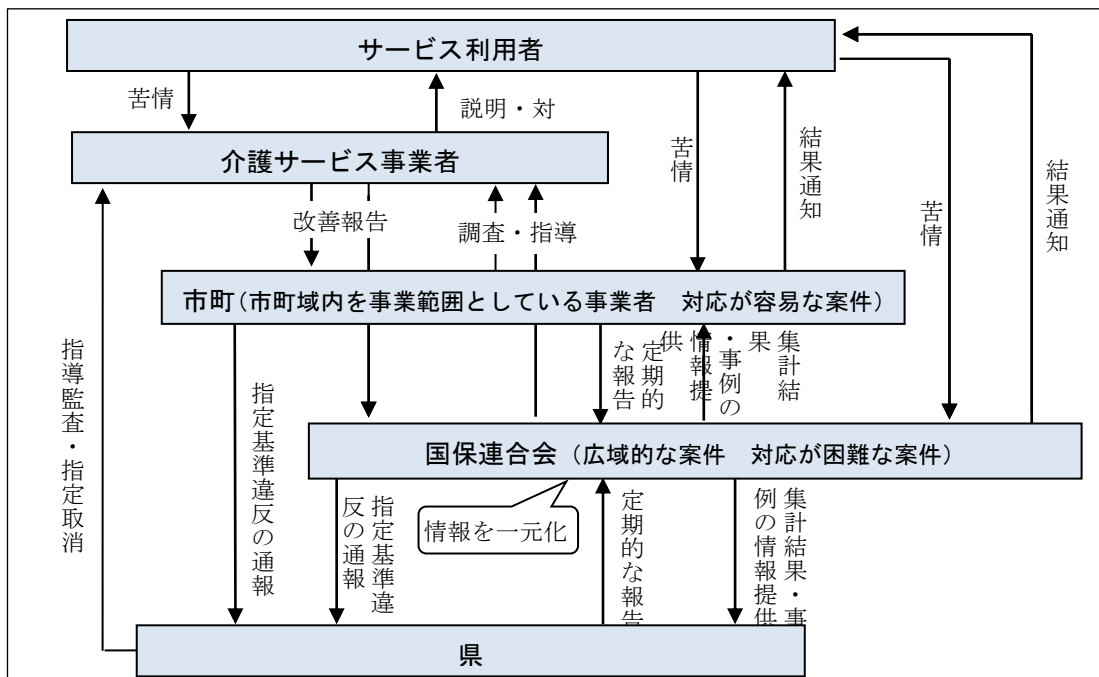 サービス利用者
苦情
説明・対
苦情
結果通知
苦情
結果通知
介護サービス事業者
改善報告
調査・指導
市町(市町域内を事業範囲としている事業者　対応が容易な案件)
指導監査・指定取消
指定基準違反の通報
定期的
な報告
集計結
果
・事例の
情報提
供
国保連合会（広域的な案件　対応が困難な案件）
指定基準違
反の通報
情報を一元化
定期的な報告
集計結果・事
例の情報提供
県